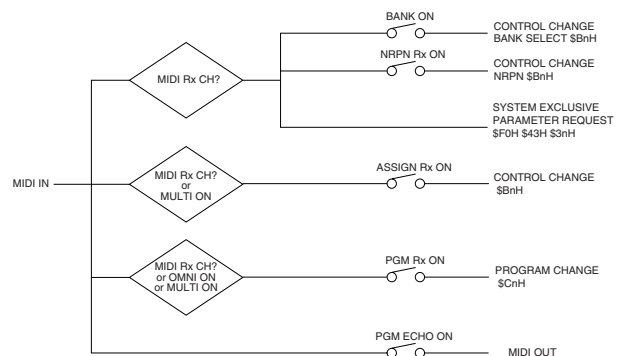 BANK ON
CONTROL CHANGE
BANK SELECT $BnH
NRPN Rx ON
MIDI Rx CH?
CONTROL CHANGE
NRPN $BnH
SYSTEM EXCLUSIVE
PARAMETER REQUEST
$F0H $43H $3nH
MIDI IN
MIDI Rx CH?
or
MULTI ON
ASSIGN Rx ON
CONTROL CHANGE
$BnH
MIDI Rx CH?
or OMNI ON
or MULTI ON
PGM Rx ON
PROGRAM CHANGE
$CnH
PGM ECHO ON
MIDI OUT